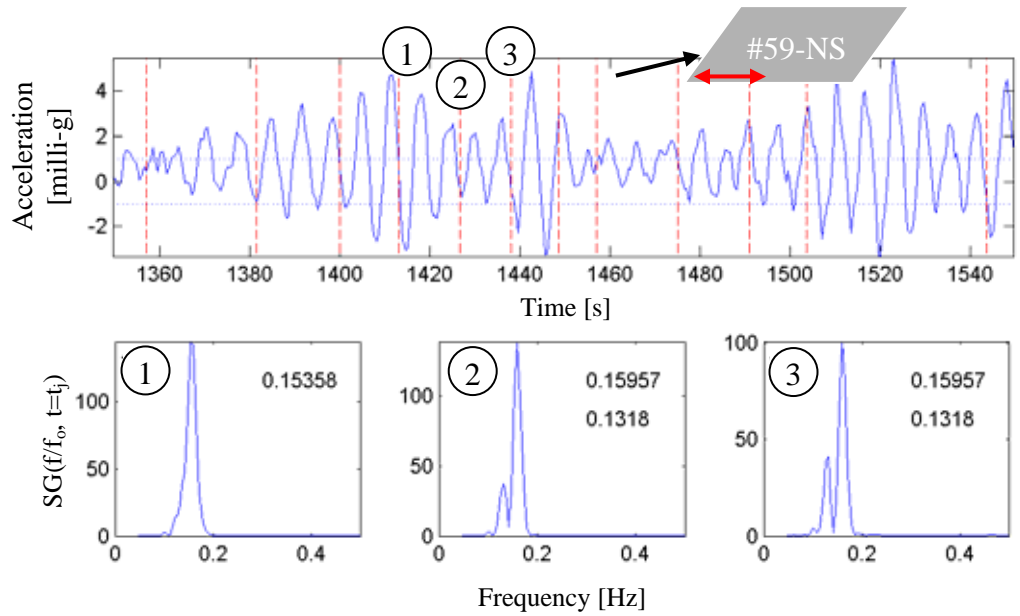 #59-NS
1
2
3
Acceleration
[milli-g]
4
2
0
-2
1360 1380 1400 1420 1440 1460 1480 1500 1520 1540
Time [s]
SG(f/fo, t=tj)
1
0.15358
100
50
0
0 0.2 0.4
2
0.15957
0.1318
100
50
0
0 0.2 0.4
3
0.15957
0.1318
100
50
0
0 0.2 0.4
Frequency [Hz]